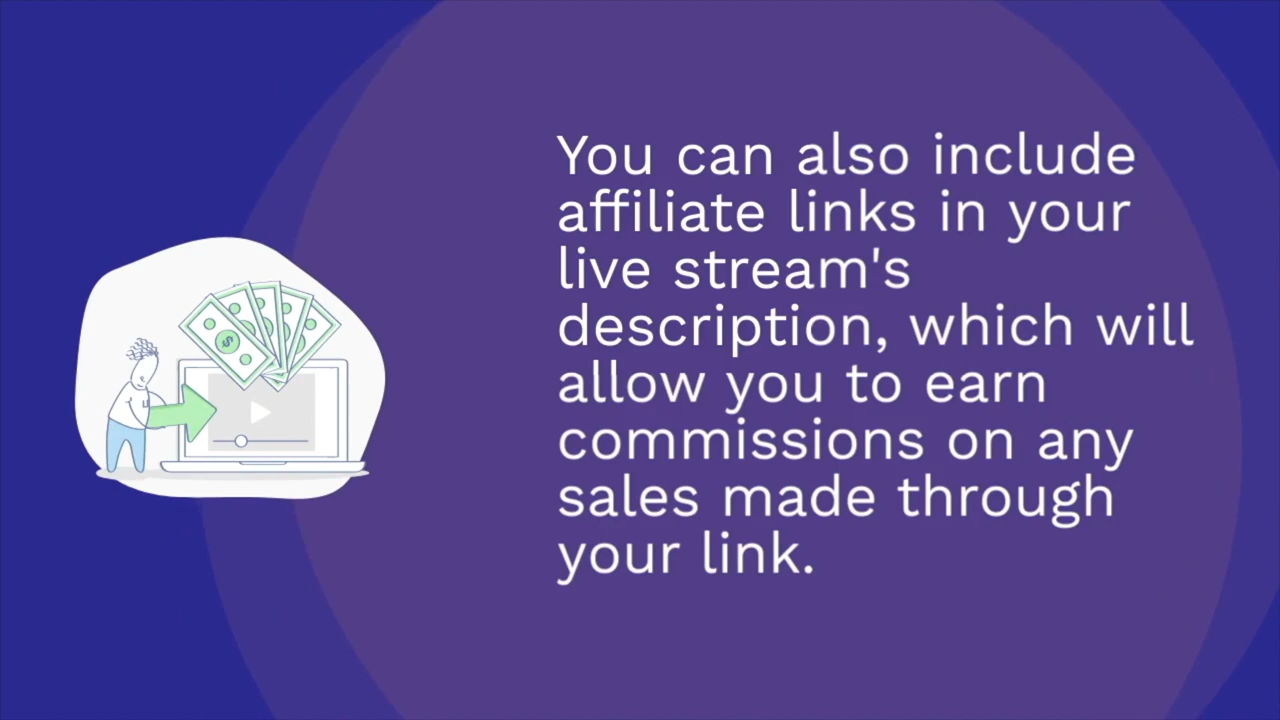 You can also include
affiliate links in your
live stream's
description, which will
allow you to earn
commissions on any
sales made through
your link.